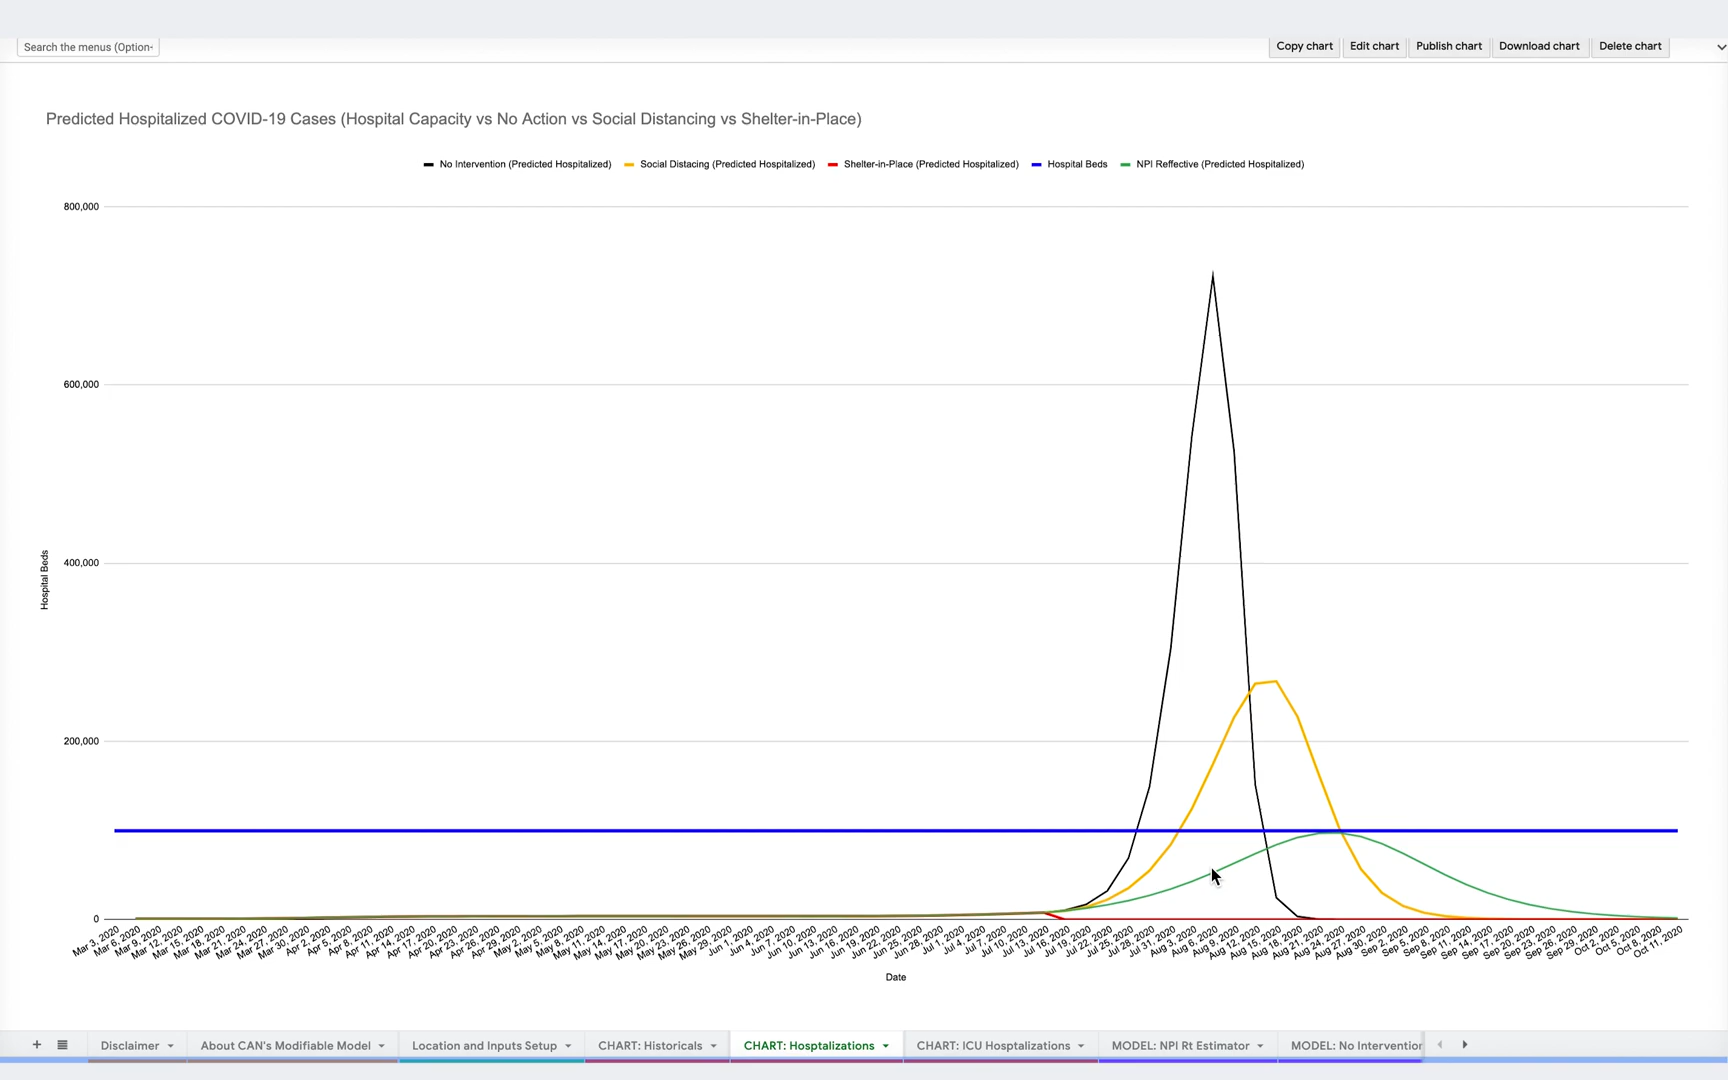 Search the menus (Option-
Copy chart Edit chart Publish chart Download chart Delete chart
Predicted Hospitalized COVID-19 Cases (Hospital Capacity vs No Action vs Social Distancing vs Shelter-in-Place)
No Intervention (Predicted Hospitalized) Social Distacing (Predicted Hospitalized) Shelter-in-Place (Predicted Hospitalized) Hospital Beds NPI Reffective (Predicted Hospitalized)
800,000
600,000
400,000
200,000
0
Hospital Beds
Mar 3, 2020
Mar 6, 2020
Mar 9, 2020
Mar 12, 2020
Mar 15, 2020
Mar 18, 2020
Mar 21, 2020
Mar 24, 2020
Mar 27, 2020
Mar 30, 2020
Apr 2, 2020
Apr 5, 2020
Apr 8, 2020
Apr 11, 2020
Apr 14, 2020
Apr 17, 2020
Apr 20, 2020
Apr 23, 2020
Apr 26, 2020
Apr 29, 2020
May 2, 2020
May 5, 2020
May 8, 2020
May 11, 2020
May 14, 2020
May 17, 2020
May 20, 2020
May 23, 2020
May 26, 2020
May 29, 2020
Jun 1, 2020
Jun 4, 2020
Jun 7, 2020
Jun 10, 2020
Jun 13, 2020
Jun 16, 2020
Jun 19, 2020
Jun 22, 2020
Jun 25, 2020
Jun 28, 2020
Jul 1, 2020
Jul 4, 2020
Jul 7, 2020
Jul 10, 2020
Jul 13, 2020
Jul 16, 2020
Jul 19, 2020
Jul 22, 2020
Jul 25, 2020
Jul 28, 2020
Jul 31, 2020
Aug 3, 2020
Aug 6, 2020
Aug 9, 2020
Aug 12, 2020
Aug 15, 2020
Aug 18, 2020
Aug 21, 2020
Aug 24, 2020
Aug 27, 2020
Aug 30, 2020
Sep 2, 2020
Sep 5, 2020
Sep 8, 2020
Sep 11, 2020
Sep 14, 2020
Sep 17, 2020
Sep 20, 2020
Sep 23, 2020
Sep 26, 2020
Sep 29, 2020
Oct 2, 2020
Oct 5, 2020
Oct 8, 2020
Oct 11, 2020
Date
Disclaimer About CAN's Modifiable Model Location and Inputs Setup CHART: Historicals CHART: Hosptalizations CHART: ICU Hosptalizations MODEL: NPI Rt Estimator MODEL: No Intervention